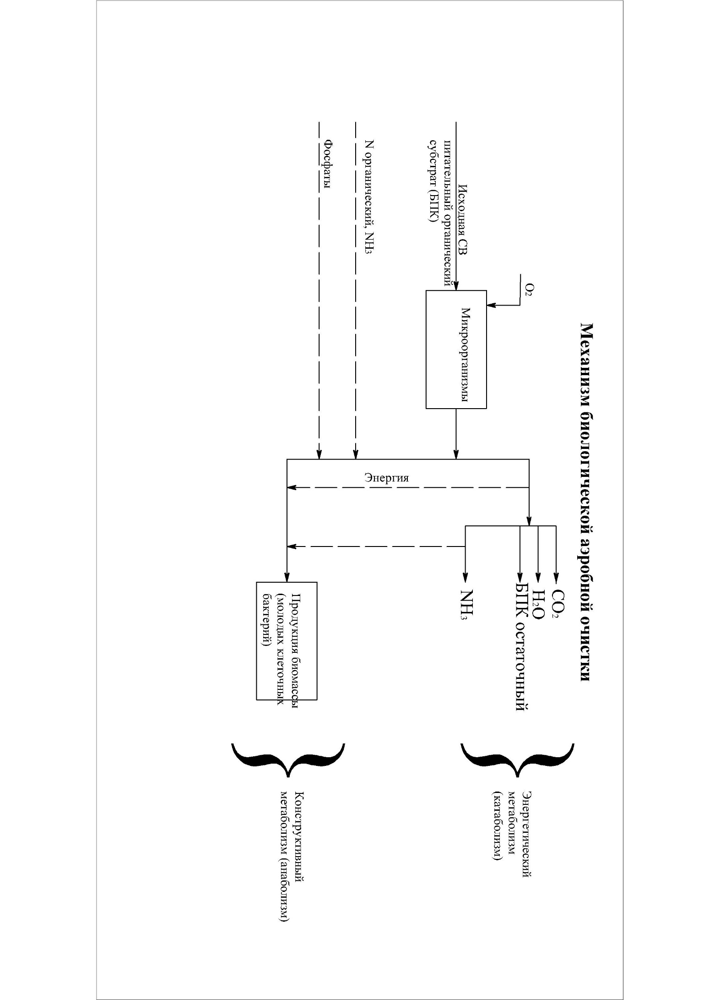 Механизм биологической аэробной очистки
O2
Исходная СВ
питательный органический
субстрат (БПК)
Микроорганизмы
N органический, NH3
Фосфаты
Энергия
CO2
H2O
БПК остаточный
NH3
Продукция биомассы
(молодых клеточных
бактерий)
Энергетический
метаболизм
(катаболизм)
Конструктивный
метаболизм (анаболизм)